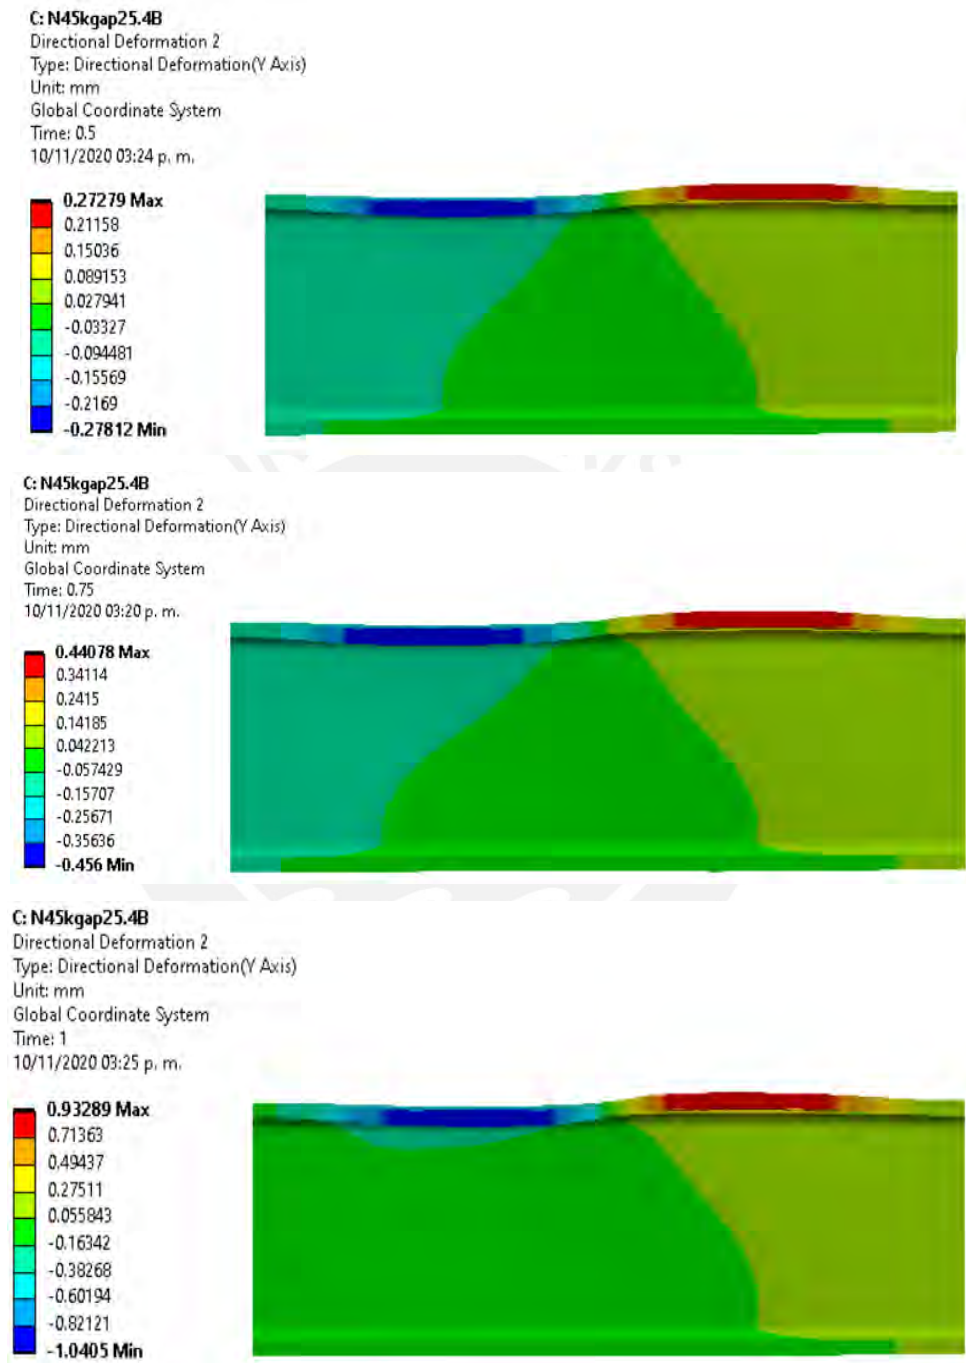 C: N45kgap25.4B
Directional Deformation 2
Type: Directional Deformation(Y Axis)
Unit: mm
Global Coordinate System
Time: 0.5
10/11/2020 03:24 p. m.
0.27279 Max
0.21158
0.15036
0.089153
0.027941
-0.03327
-0.094481
-0.15569
-0.2169
-0.27812 Min
C: N45kgap25.4B
Directional Deformation 2
Type: Directional Deformation(Y Axis)
Unit: mm
Global Coordinate System
Time: 0.75
10/11/2020 03:20 p. m.
0.44078 Max
0.34114
0.2415
0.14185
0.042213
-0.057429
-0.15707
-0.25671
-0.35636
-0.456 Min
C: N45kgap25.4B
Directional Deformation 2
Type: Directional Deformation(Y Axis)
Unit: mm
Global Coordinate System
Time: 1
10/11/2020 03:25 p. m.
0.93289 Max
0.71363
0.49437
0.27511
0.055843
-0.16342
-0.38268
-0.60194
-0.82121
-1.0405 Min